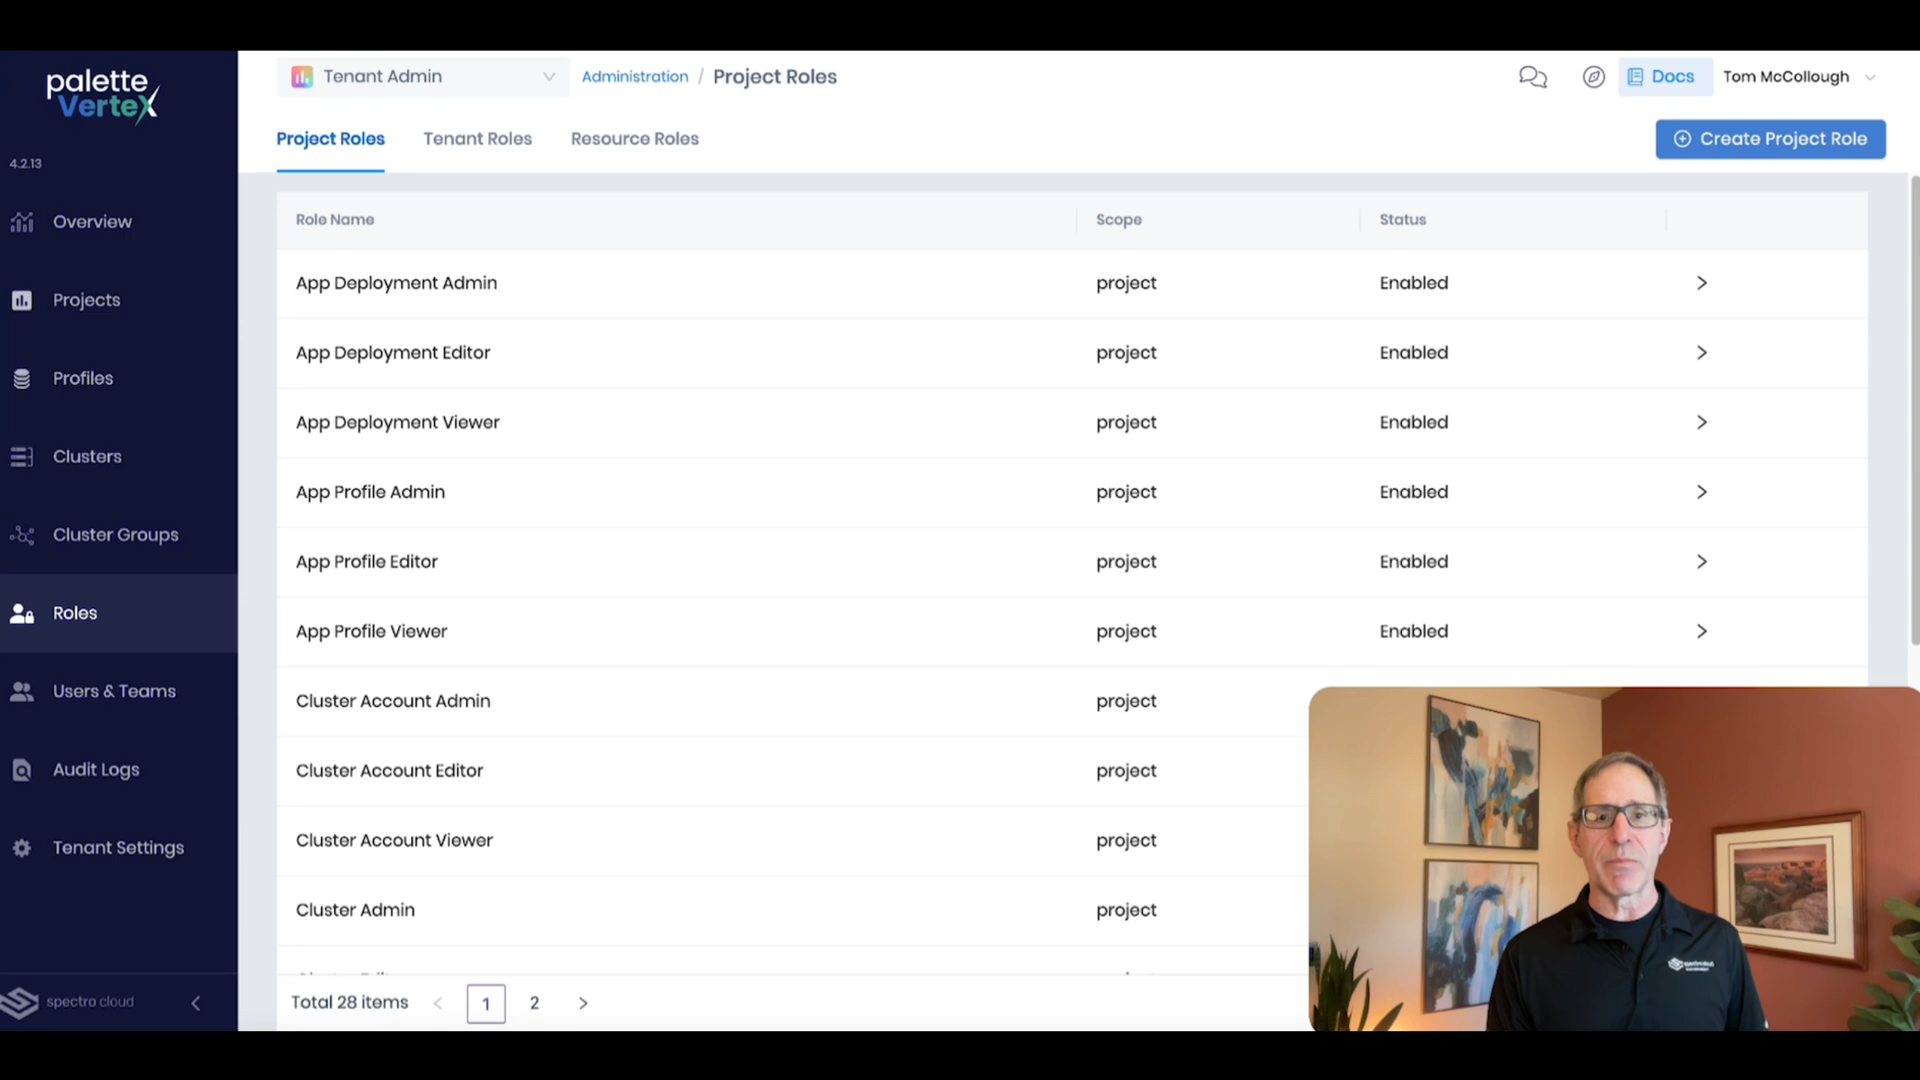 palette
VerteX
4.2.13
Overview
Projects
Profiles
Clusters
Cluster Groups
Roles
Users & Teams
Audit Logs
Tenant Settings
spectro cloud
Tenant Admin
Administration / Project Roles
Docs
Tom McCollough
Project Roles
Tenant Roles
Resource Roles
Create Project Role
Role Name Scope Status
App Deployment Admin project Enabled
App Deployment Editor project Enabled
App Deployment Viewer project Enabled
App Profile Admin project Enabled
App Profile Editor project Enabled
App Profile Viewer project Enabled
Cluster Account Admin project
Cluster Account Editor project
Cluster Account Viewer project
Cluster Admin project
Total 28 items < 1 2 >